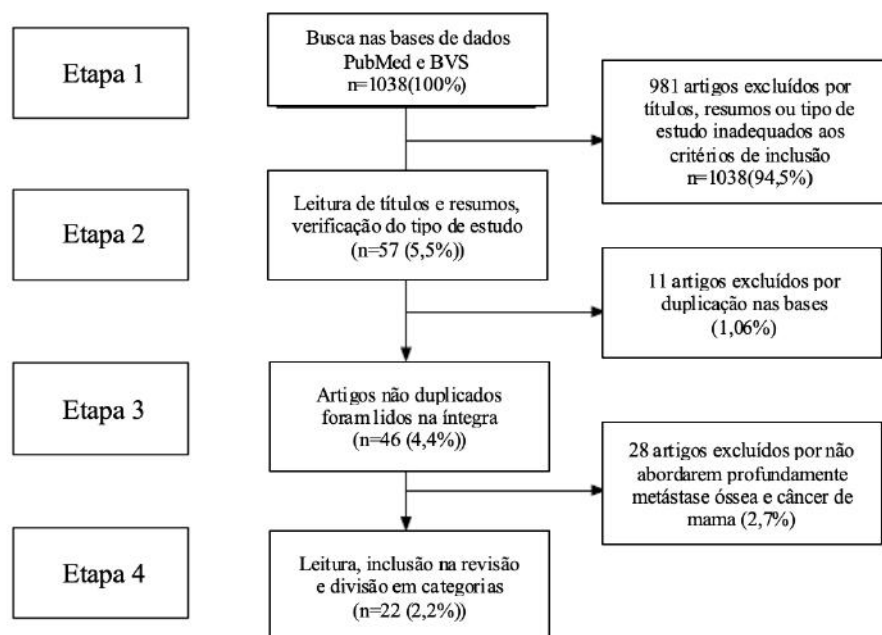 Etapa 1
Busca nas bases de dados
PubMed e BVS
n=1038(100%)
981 artigos excluídos por
títulos, resumos ou tipo de
estudo inadequados aos
critérios de inclusão
n=1038(94,5%)
Etapa 2
Leitura de títulos e resumos,
verificação do tipo de estudo
(n=57 (5,5%))
11 artigos excluídos por
duplicação nas bases
(1,06%)
Etapa 3
Artigos não duplicados
foram lidos na íntegra
(n=46 (4,4%))
28 artigos excluídos por não
abordarem profundamente
metástase óssea e câncer de
mama (2,7%)
Etapa 4
Leitura, inclusão na revisão
e divisão em categorias
(n=22 (2,2%))